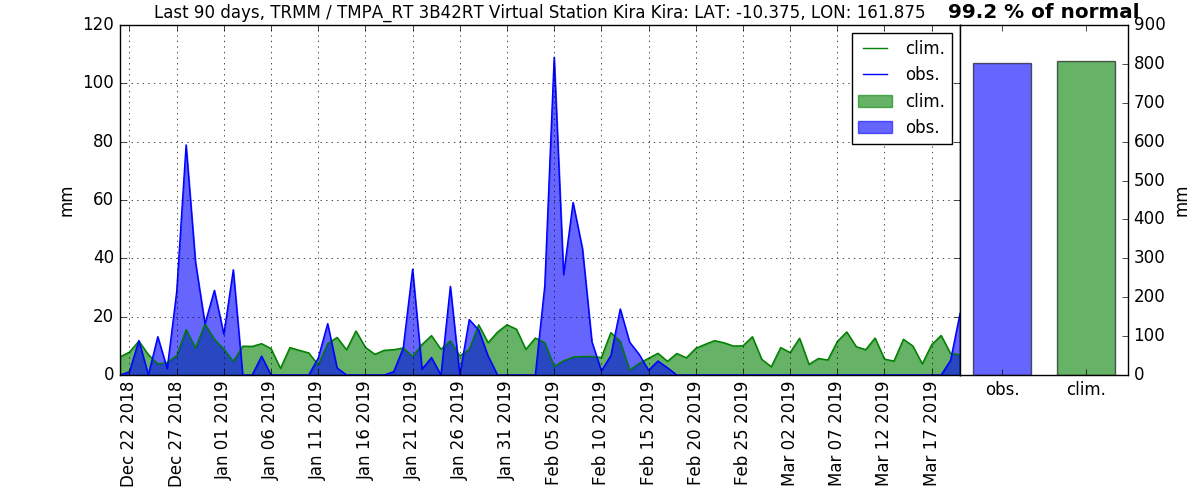 Last 90 days, TRMM / TMPA_RT 3B42RT Virtual Station Kira Kira: LAT: -10.375, LON: 161.875
99.2 % of normal
120
100
80
60
40
20
0
mm
clim.
obs.
clim.
obs.
900
800
700
600
500
400
300
200
100
0
mm
obs.
clim.
Dec 22 2018
Dec 27 2018
Jan 01 2019
Jan 06 2019
Jan 11 2019
Jan 16 2019
Jan 21 2019
Jan 26 2019
Jan 31 2019
Feb 05 2019
Feb 10 2019
Feb 15 2019
Feb 20 2019
Feb 25 2019
Mar 02 2019
Mar 07 2019
Mar 12 2019
Mar 17 2019